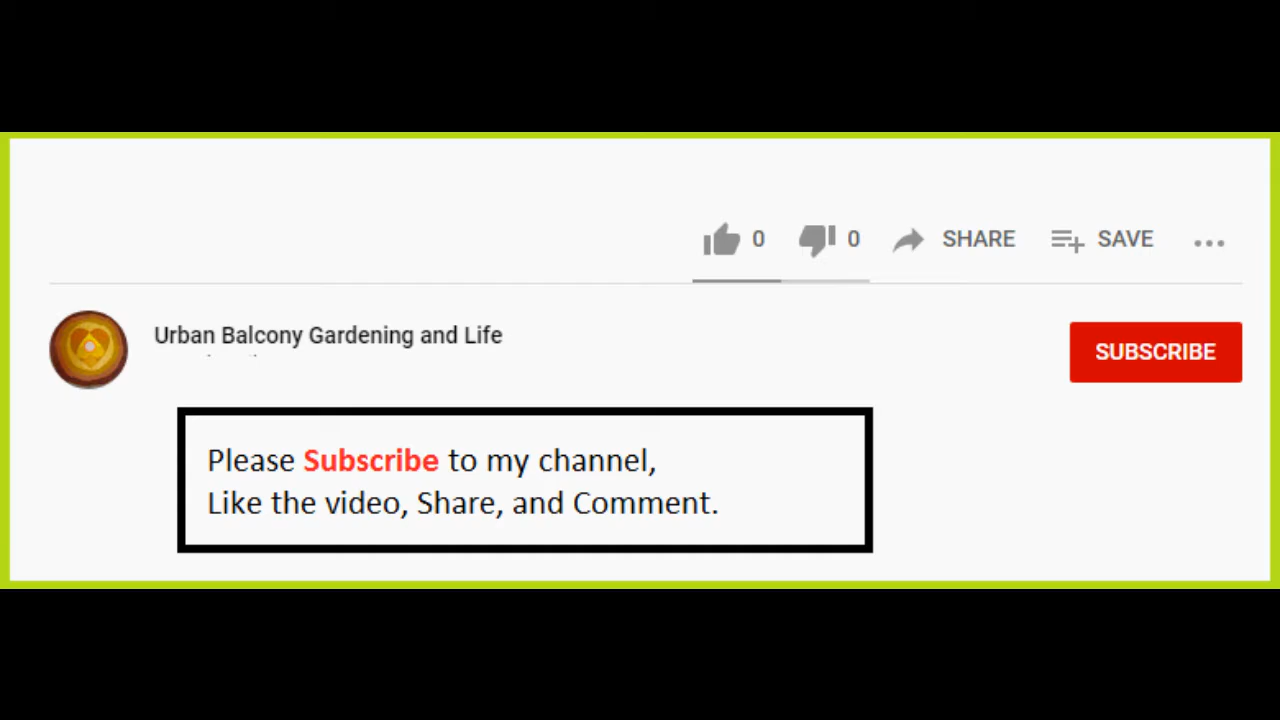 0 0 SHARE SAVE ...
Urban Balcony Gardening and Life
SUBSCRIBE
Please Subscribe to my channel,
Like the video, Share, and Comment.